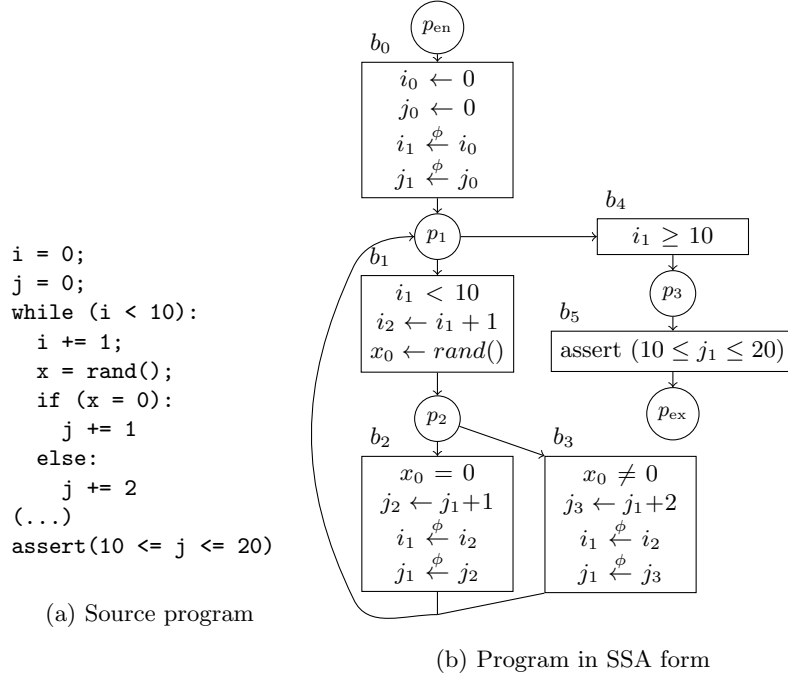 i = 0;
j = 0;
while (i < 10):
  i += 1;
  x = rand();
  if (x = 0):
    j += 1
  else:
    j += 2
(...)
assert(10 <= j <= 20)
(a) Source program
p_en
b_0
i_0 ← 0
j_0 ← 0
i_1 ←^ϕ i_0
j_1 ←^ϕ j_0
p_1
b_1
i_1 < 10
i_2 ← i_1 + 1
x_0 ← rand()
p_2
b_2
x_0 = 0
j_2 ← j_1+1
i_1 ←^ϕ i_2
j_1 ←^ϕ j_2
b_3
x_0 ≠ 0
j_3 ← j_1+2
i_1 ←^ϕ i_2
j_1 ←^ϕ j_3
b_4
i_1 ≥ 10
p_3
b_5
assert (10 ≤ j_1 ≤ 20)
p_ex
(b) Program in SSA form